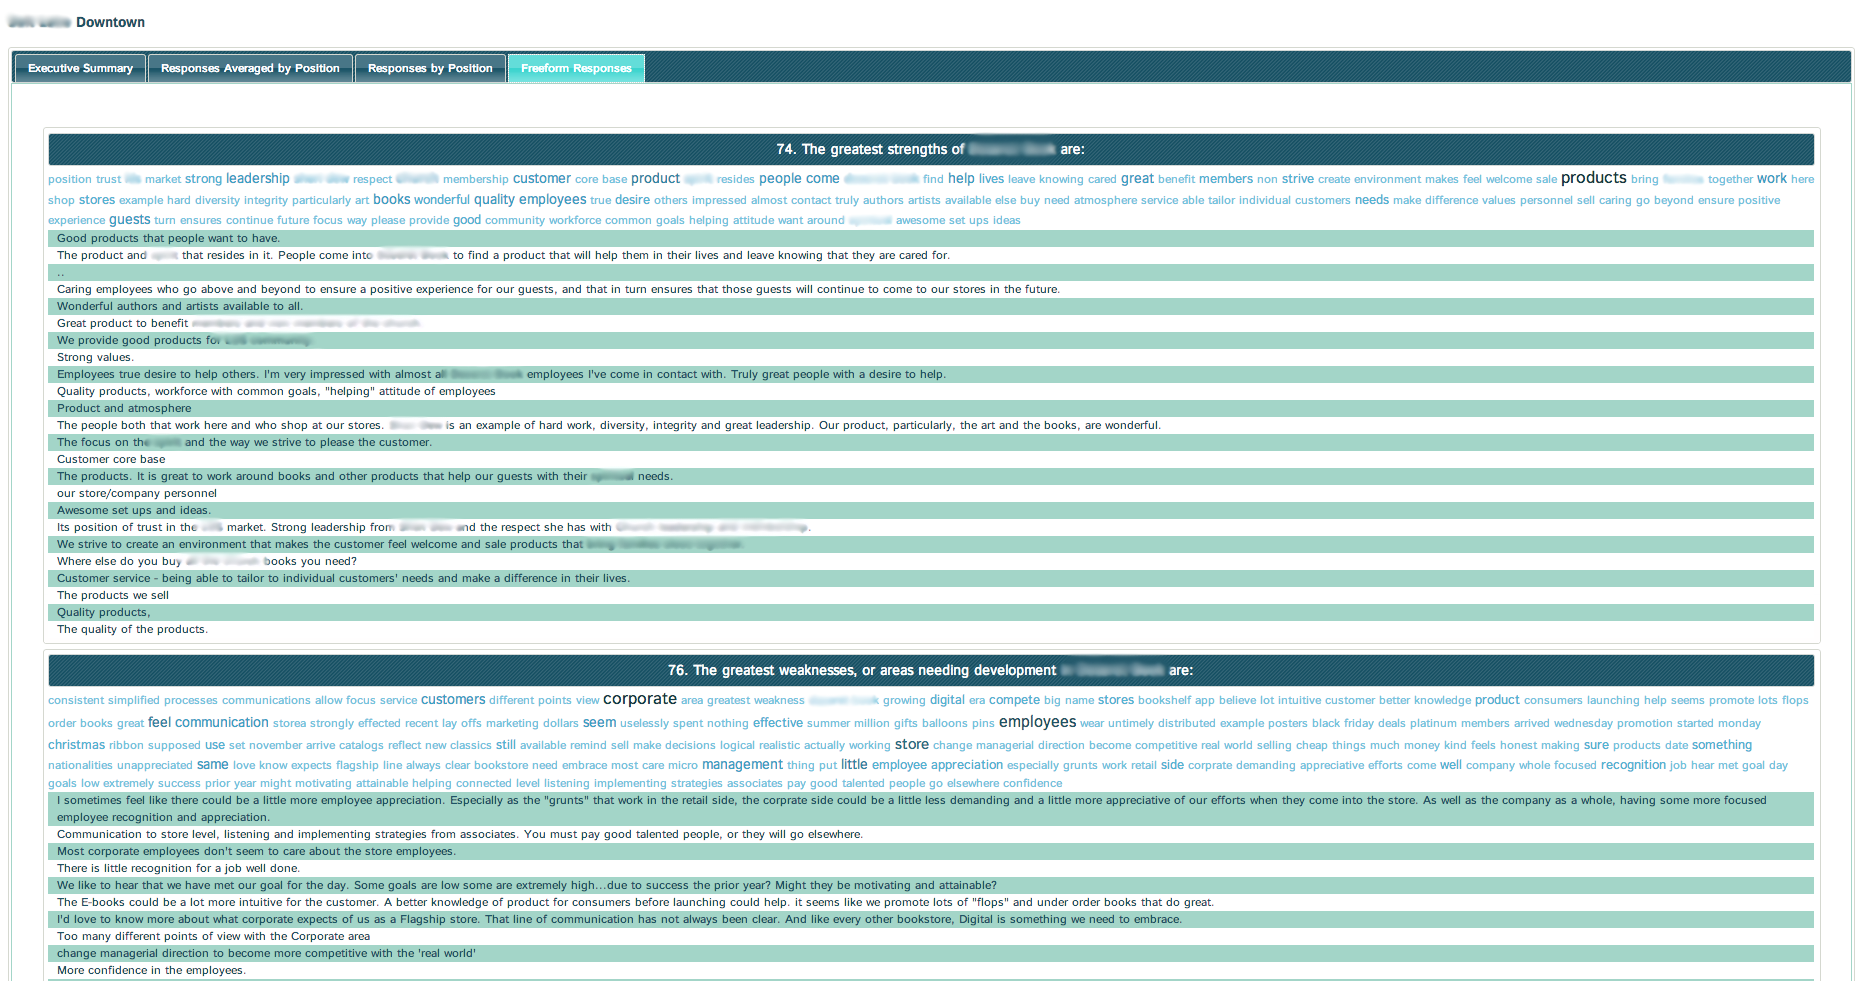 Downtown
Executive Summary
Responses Averaged by Position
Responses by Position
Freeform Responses
74. The greatest strengths of are:
position trust market strong leadership respect membership customer core base product resides people come find help lives leave knowing cared great benefit members non strive create environment makes feel welcome sale products bring together work here
shop stores example hard diversity integrity particularly art books wonderful quality employees true desire others impressed almost contact truly authors artists available else buy need atmosphere service able tailor individual customers needs make difference values personnel sell caring go beyond ensure positive
experience guests turn ensures continue future focus way please provide good community workforce common goals helping attitude want around awesome set ups ideas
Good products that people want to have.
The product and that resides in it. People come into to find a product that will help them in their lives and leave knowing that they are cared for.
..
Caring employees who go above and beyond to ensure a positive experience for our guests, and that in turn ensures that those guests will continue to come to our stores in the future.
Wonderful authors and artists available to all.
Great product to benefit
We provide good products for
Strong values.
Employees true desire to help others. I'm very impressed with almost all employees I've come in contact with. Truly great people with a desire to help.
Quality products, workforce with common goals, "helping" attitude of employees
Product and atmosphere
The people both that work here and who shop at our stores. is an example of hard work, diversity, integrity and great leadership. Our product, particularly, the art and the books, are wonderful.
The focus on the and the way we strive to please the customer.
Customer core base
The products. It is great to work around books and other products that help our guests with their needs.
our store/company personnel
Awesome set ups and ideas.
Its position of trust in the market. Strong leadership from and the respect she has with .
We strive to create an environment that makes the customer feel welcome and sale products that
Where else do you buy books you need?
Customer service - being able to tailor to individual customers' needs and make a difference in their lives.
The products we sell
Quality products,
The quality of the products.
76. The greatest weaknesses, or areas needing development are:
consistent simplified processes communications allow focus service customers different points view corporate area greatest weakness growing digital era compete big name stores bookshelf app believe lot intuitive customer better knowledge product consumers launching help seems promote lots flops
order books great feel communication storea strongly effected recent lay offs marketing dollars seem uselessly spent nothing effective summer million gifts balloons pins employees wear untimely distributed example posters black friday deals platinum members arrived wednesday promotion started monday
christmas ribbon supposed use set november arrive catalogs reflect new classics still available remind sell make decisions logical realistic actually working store change managerial direction become competitive real world selling cheap things much money kind feels honest making sure products date something
nationalities unappreciated same love know expects flagship line always clear bookstore need embrace most care micro management thing put little employee appreciation especially grunts work retail side corprate demanding appreciative efforts come well company whole focused recognition job hear met goal day
goals low extremely success prior year might motivating attainable helping connected level listening implementing strategies associates pay good talented people go elsewhere confidence
I sometimes feel like there could be a little more employee appreciation. Especially as the "grunts" that work in the retail side, the corprate side could be a little less demanding and a little more appreciative of our efforts when they come into the store. As well as the company as a whole, having some more focused
employee recognition and appreciation.
Communication to store level, listening and implementing strategies from associates. You must pay good talented people, or they will go elsewhere.
Most corporate employees don't seem to care about the store employees.
There is little recognition for a job well done.
We like to hear that we have met our goal for the day. Some goals are low some are extremely high...due to success the prior year? Might they be motivating and attainable?
The E-books could be a lot more intuitive for the customer. A better knowledge of product for consumers before launching could help. it seems like we promote lots of "flops" and under order books that do great.
I'd love to know more about what corporate expects of us as a Flagship store. That line of communication has not always been clear. And like every other bookstore, Digital is something we need to embrace.
Too many different points of view with the Corporate area
change managerial direction to become more competitive with the 'real world'
More confidence in the employees.